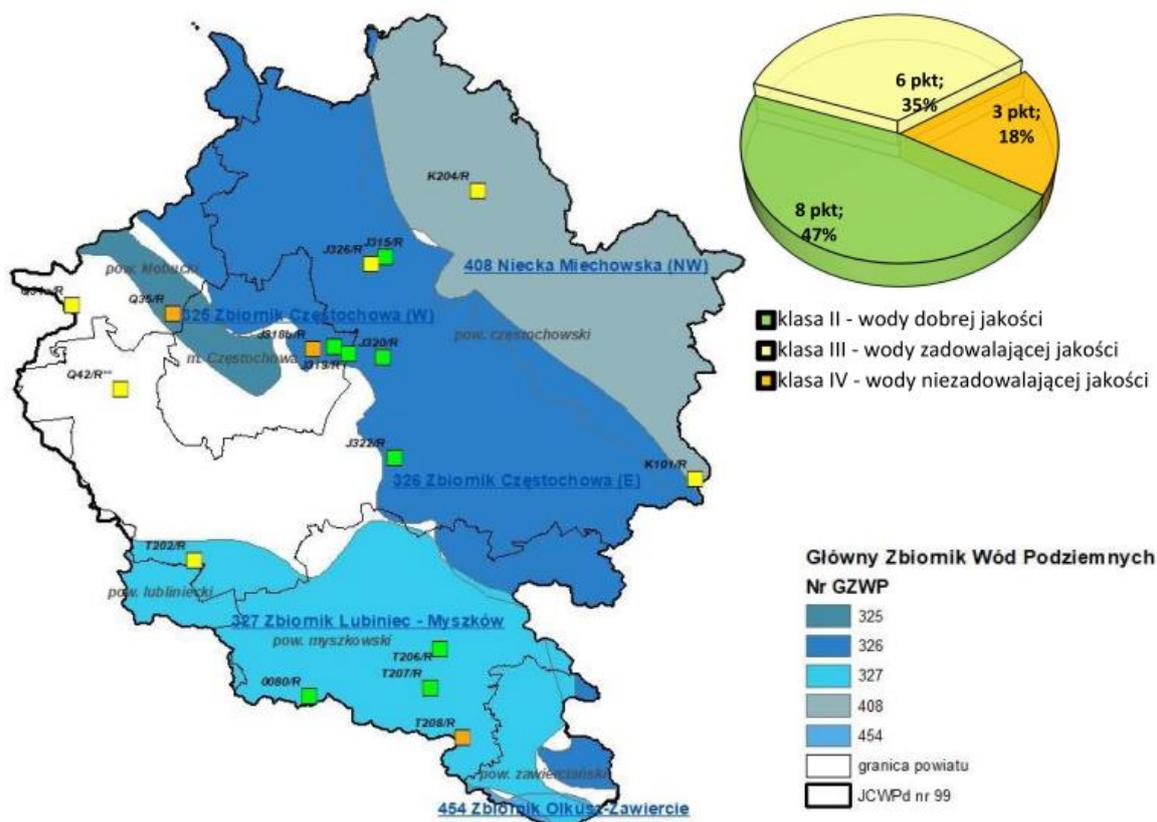 6 pkt;
35%
3 pkt;
18%
8 pkt;
47%
klasa II - wody dobrej jakości
klasa III - wody zadowalającej jakości
klasa IV - wody niezadowalającej jakości
K204/R
J326/R
J315/R
408 Niecka Miechowska (NW)
pow. kłobucki
Q35/R
325 Zbiornik Częstochowa (W)
pow. częstochowski
J318b/R
J320/R
m. Częstochowa
J319/R
Q42/R**
J322/R
K101/R
326 Zbiornik Częstochowa (E)
T202/R
pow. lubliniecki
327 Zbiornik Lubiniec - Myszków
pow. myszkowski
T206/R
T207/R
0080/R
T208/R
pow. zawierciański
454 Zbiornik Olkusz-Zawiercie
Główny Zbiornik Wód Podziemnych
Nr GZWP
325
326
327
408
454
granica powiatu
JCWPd nr 99